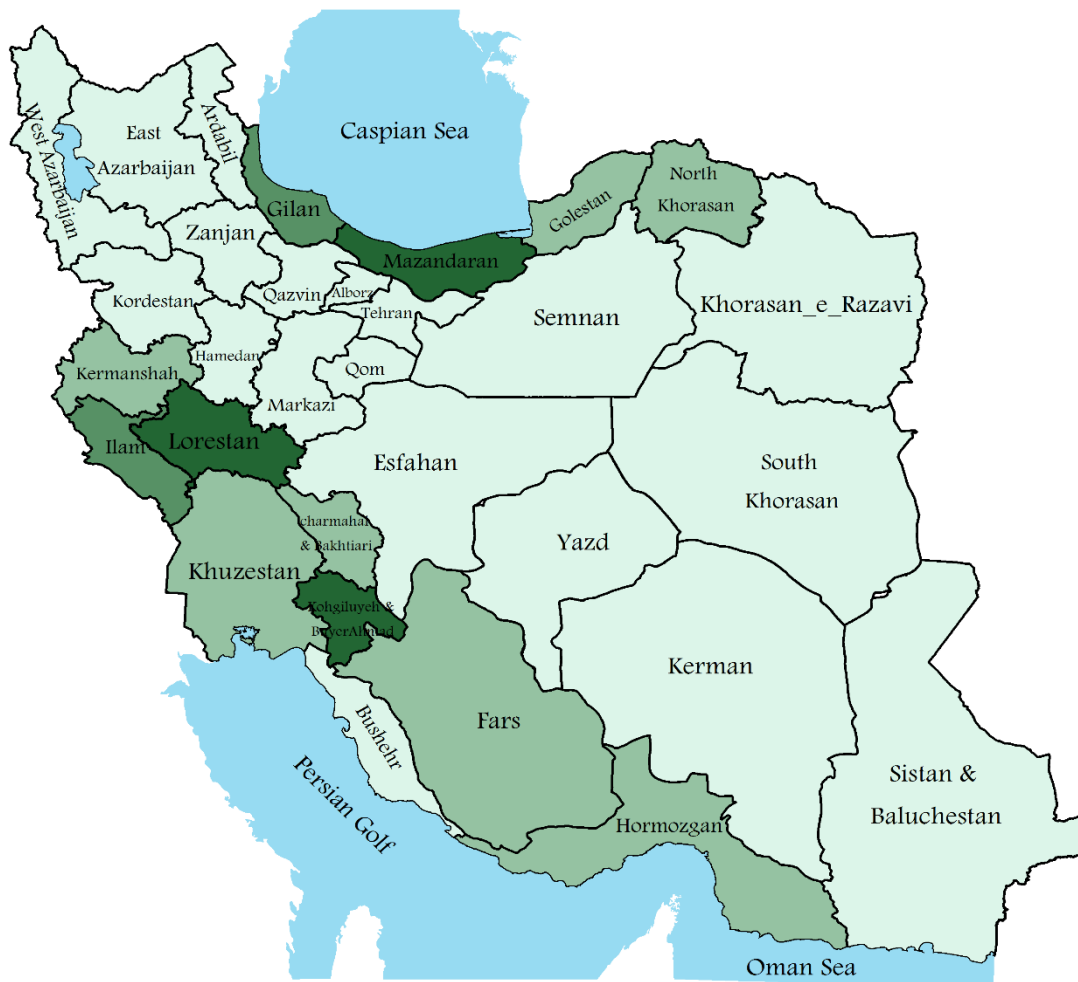 Caspian Sea
West Azarbaijan
East
Azarbaijan
Ardabil
Gilan
Zanjan
Mazandaran
Golestan
North
Khorasan
Kordestan
Qazvin
Alborz
Tehran
Semnan
Khorasan_e_Razavi
Hamedan
Kermanshah
Qom
Markazi
Ilam
Lorestan
Esfahan
South
Khorasan
charmahal
& Bakhtiari
Yazd
Khuzestan
Kohgiluyeh &
BuyerAhmad
Kerman
Fars
Bushehr
Persian Golf
Hormozgan
Sistan &
Baluchestan
Oman Sea